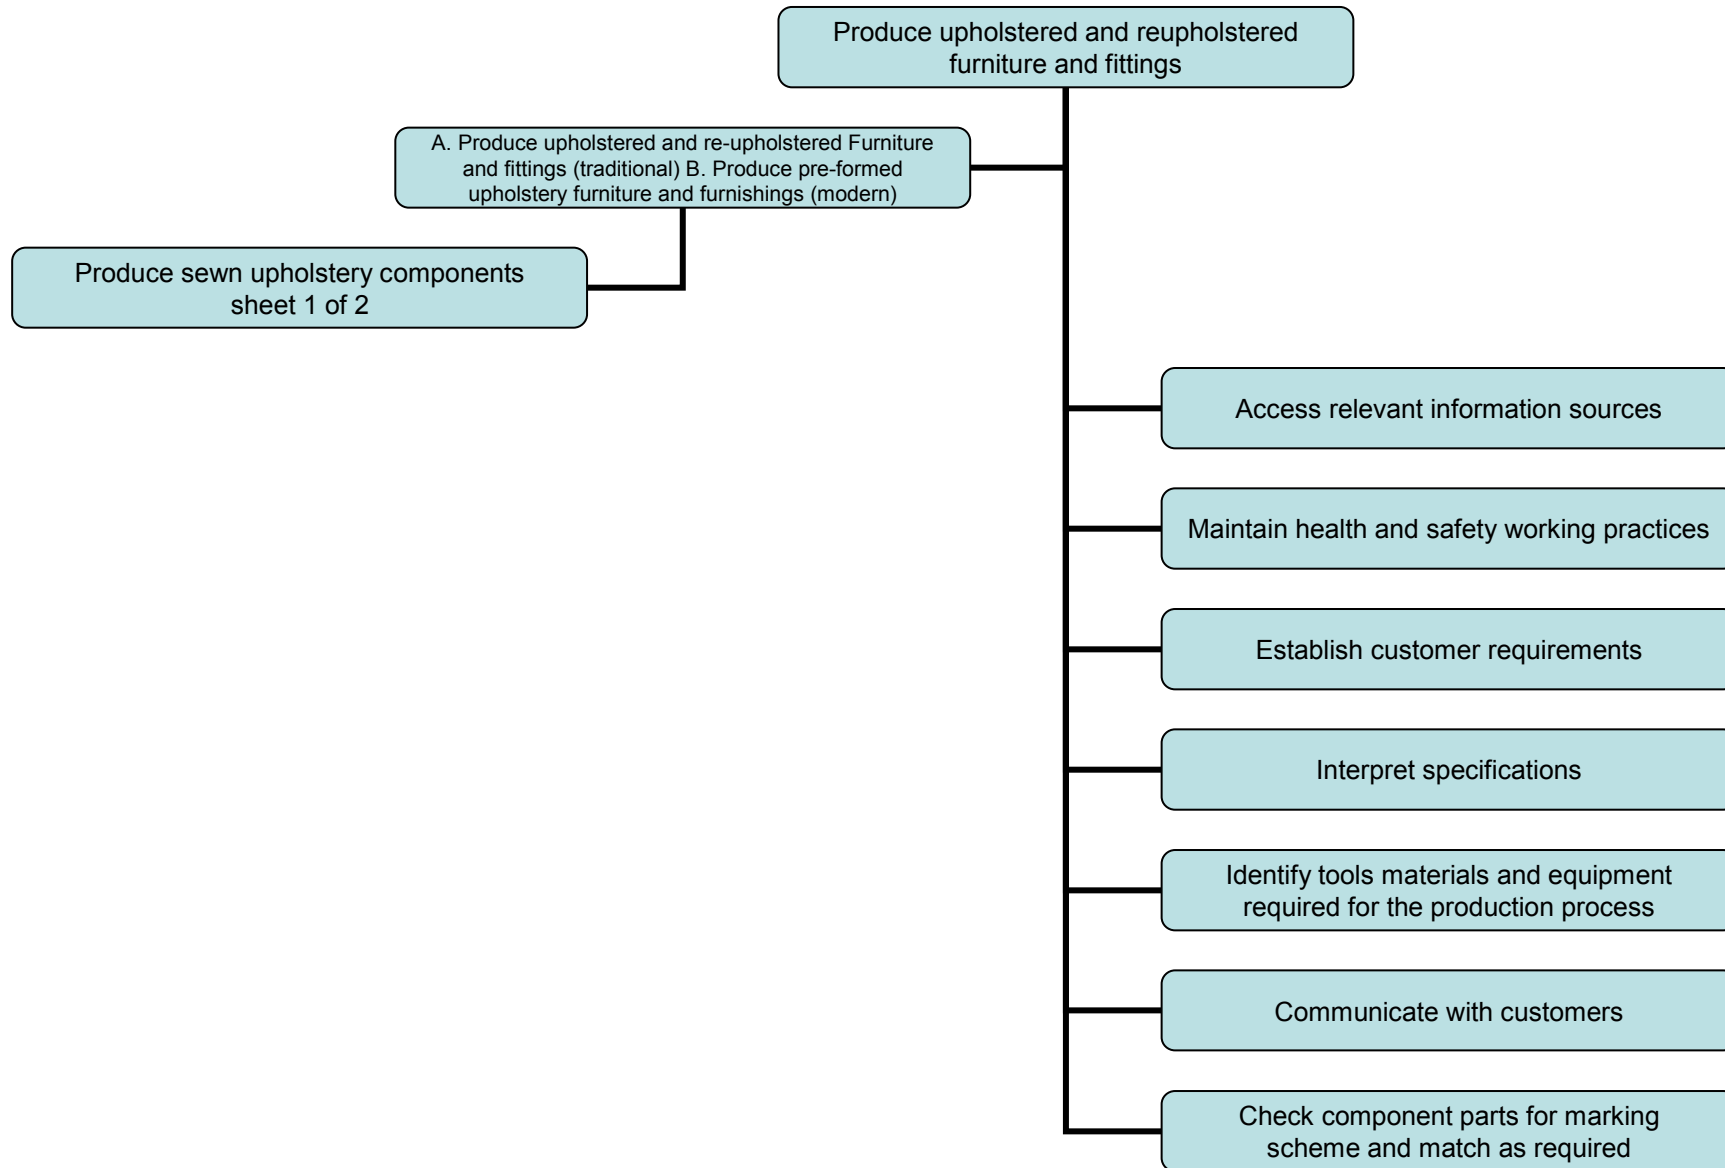 Produce upholstered and reupholstered
furniture and fittings
A. Produce upholstered and re-upholstered Furniture
and fittings (traditional) B. Produce pre-formed
upholstery furniture and furnishings (modern)
Produce sewn upholstery components
sheet 1 of 2
Access relevant information sources
Maintain health and safety working practices
Establish customer requirements
Interpret specifications
Identify tools materials and equipment
required for the production process
Communicate with customers
Check component parts for marking
scheme and match as required